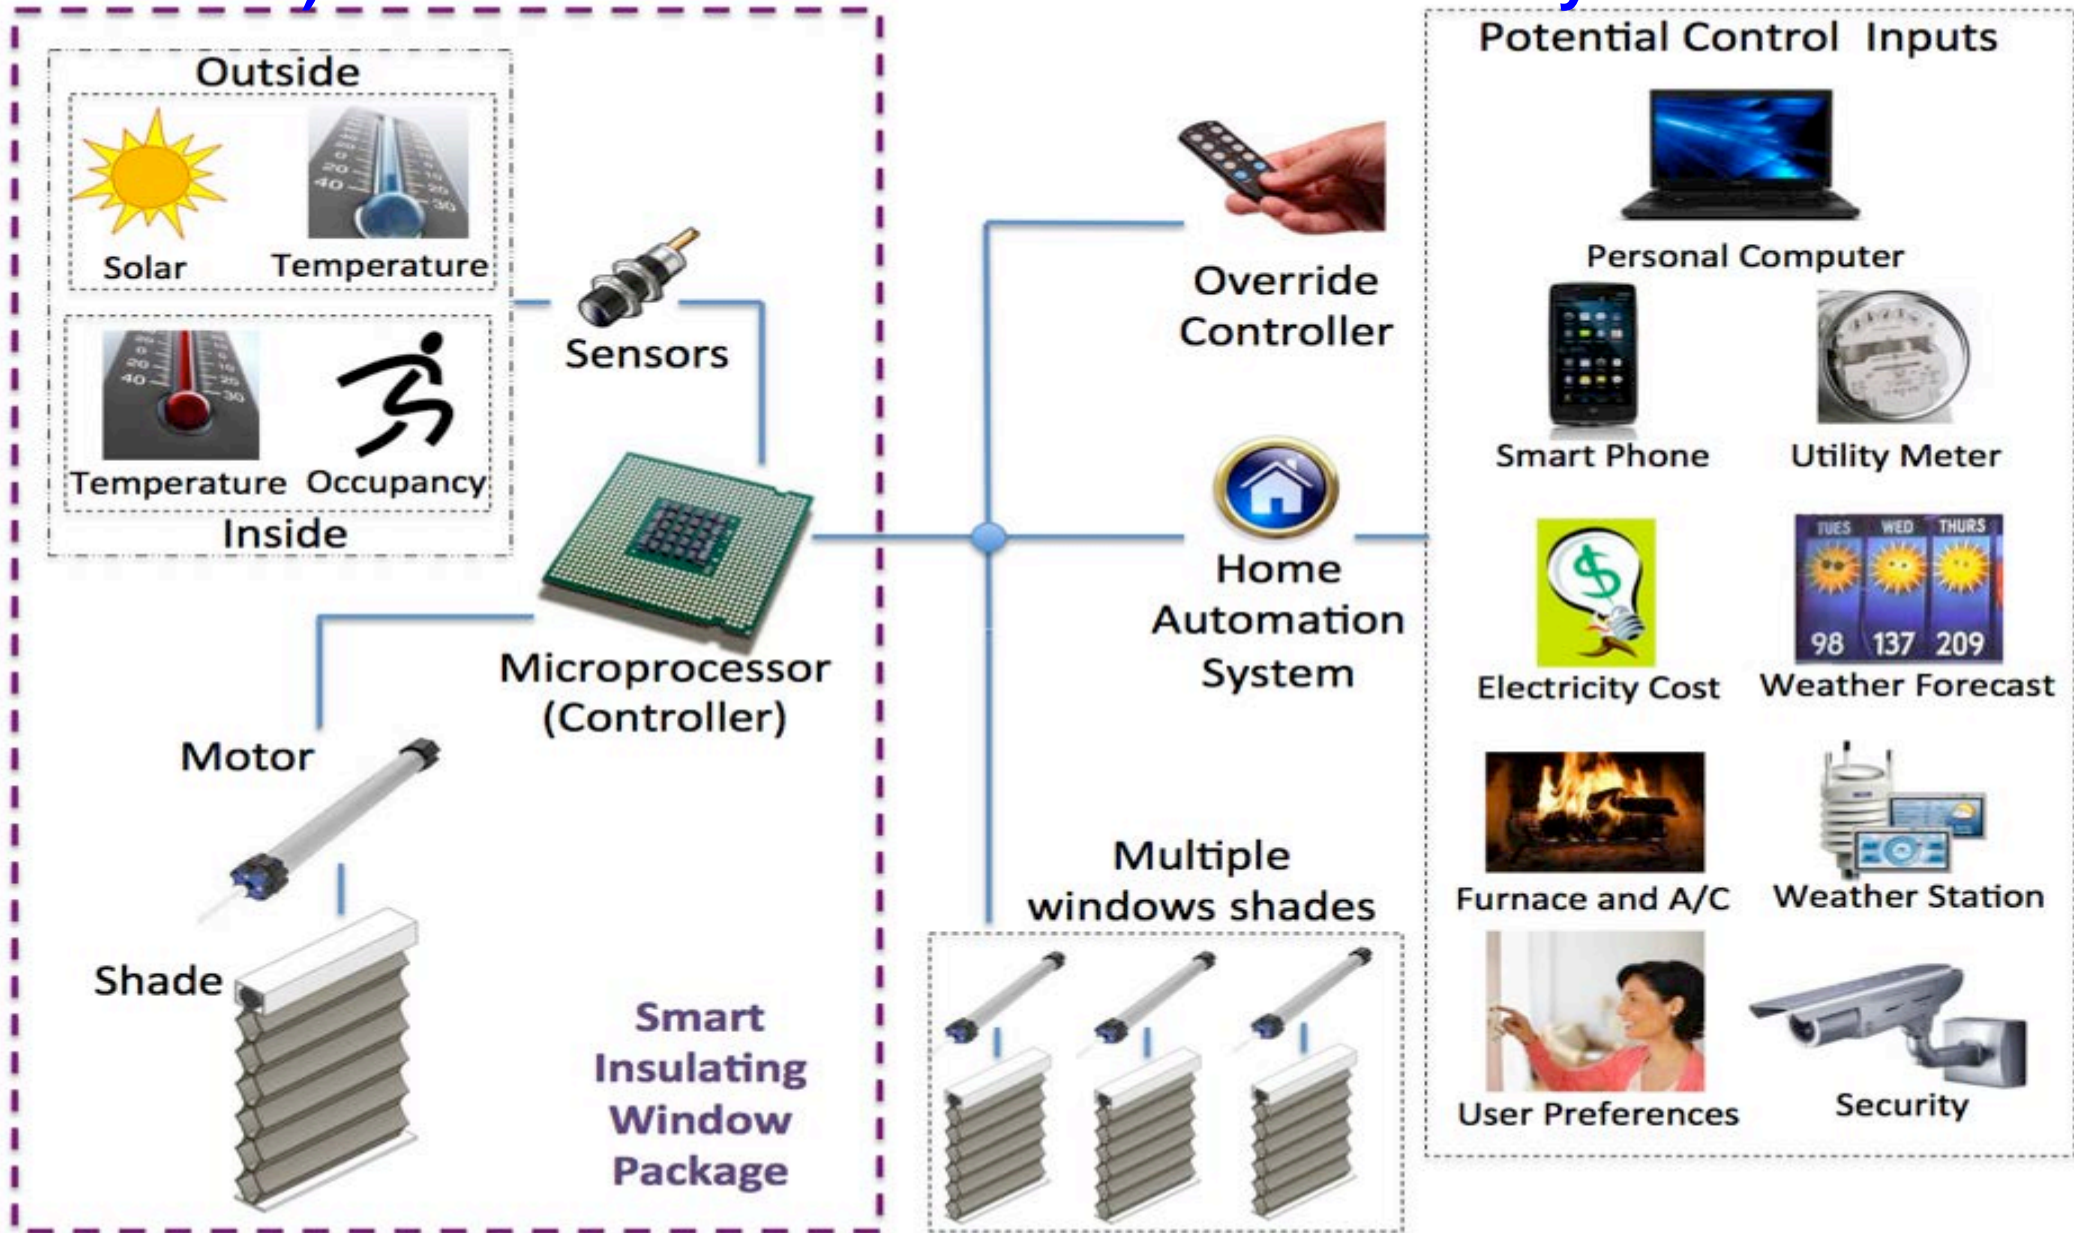 Outside
Solar
Temperature
Temperature
Occupancy
Inside
Sensors
Microprocessor
(Controller)
Motor
Shade
Smart
Insulating
Window
Package
Override
Controller
Home
Automation
System
Multiple
windows shades
Potential Control Inputs
Personal Computer
Smart Phone
Utility Meter
TUES WED THURS
98 137 209
Electricity Cost
Weather Forecast
Furnace and A/C
Weather Station
User Preferences
Security